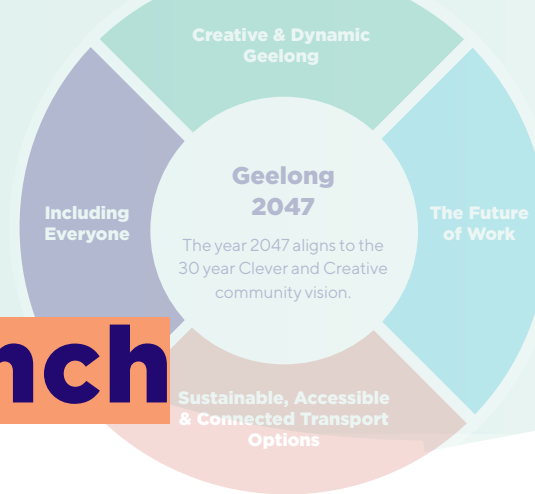 Creative & Dynamic
Geelong
Geelong
2047
The year 2047 aligns to the
30 year Clever and Creative
community vision.
Including
Everyone
The Future
of Work
nch
Sustainable, Accessible
& Connected Transport
Options